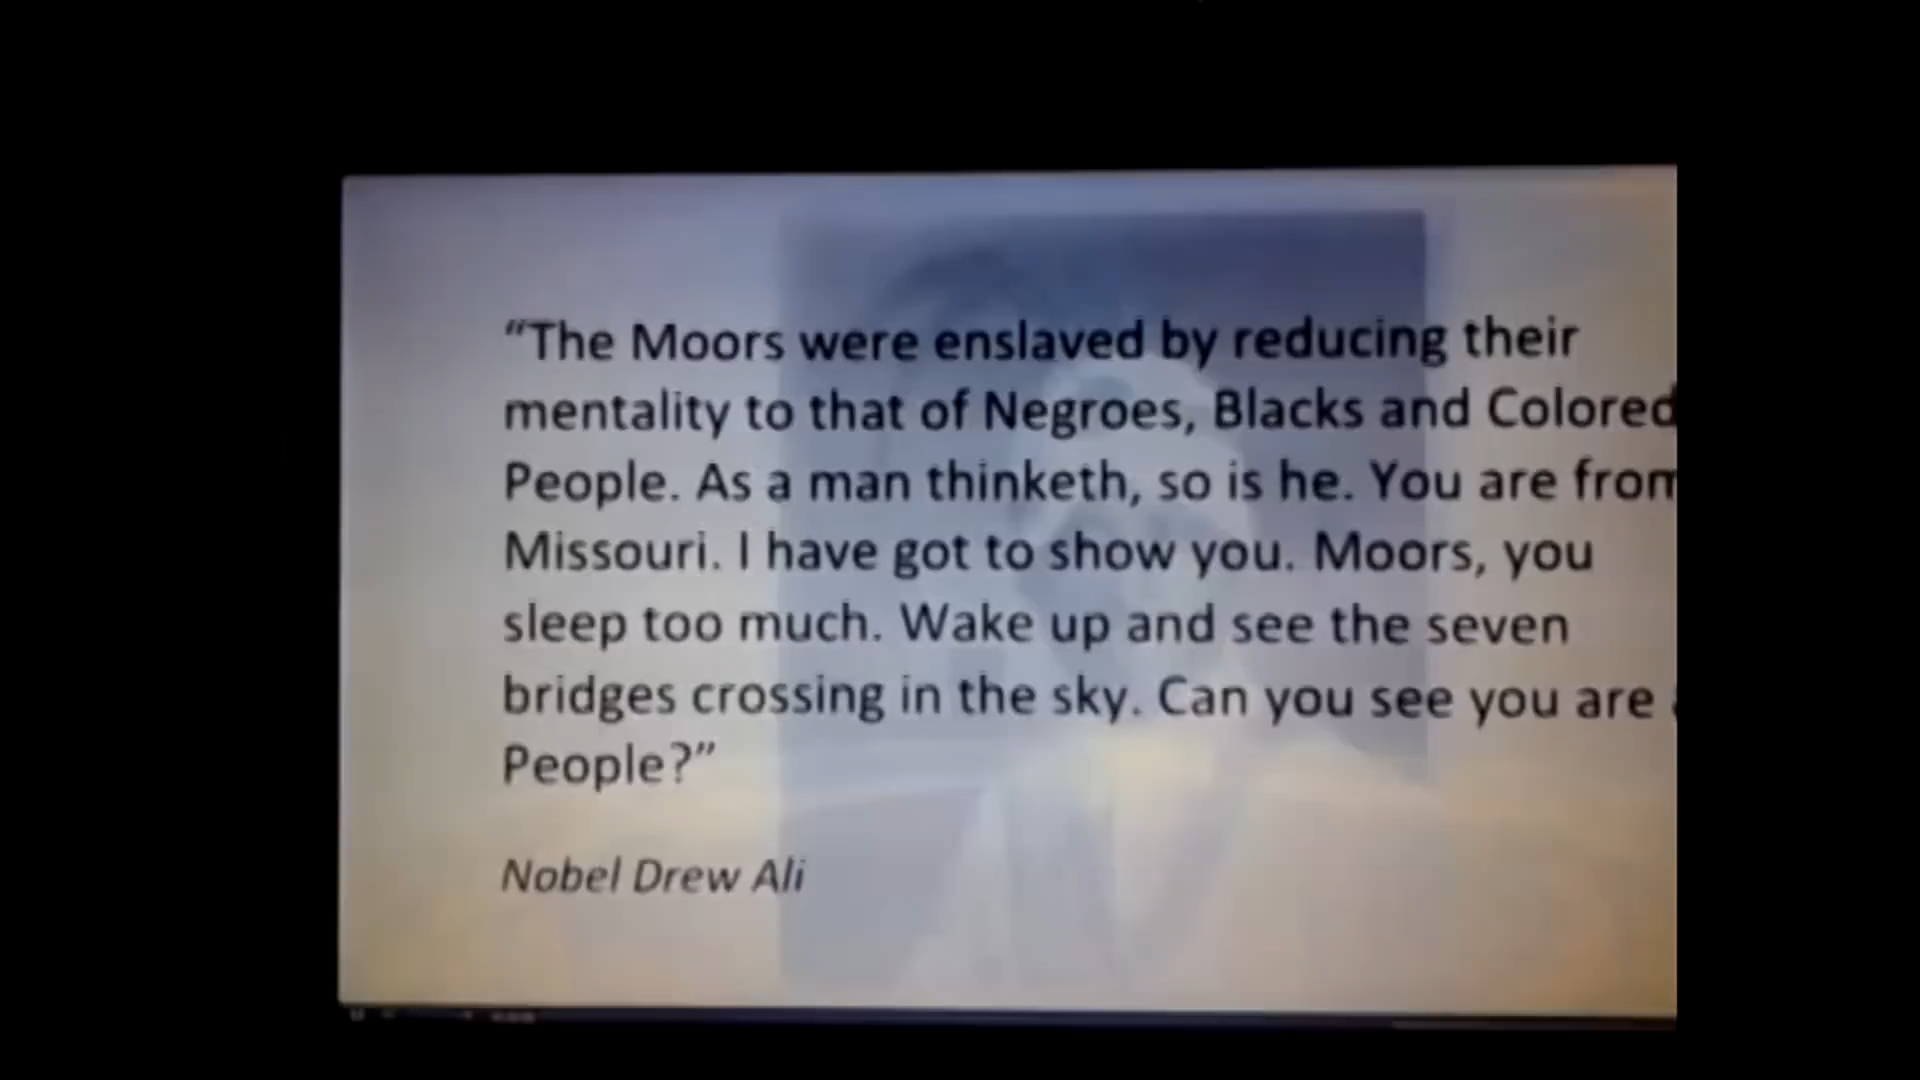 “The Moors were enslaved by reducing their
mentality to that of Negroes, Blacks and Colored
People. As a man thinketh, so is he. You are from
Missouri. I have got to show you. Moors, you
sleep too much. Wake up and see the seven
bridges crossing in the sky. Can you see you are
People?”
Nobel Drew Ali